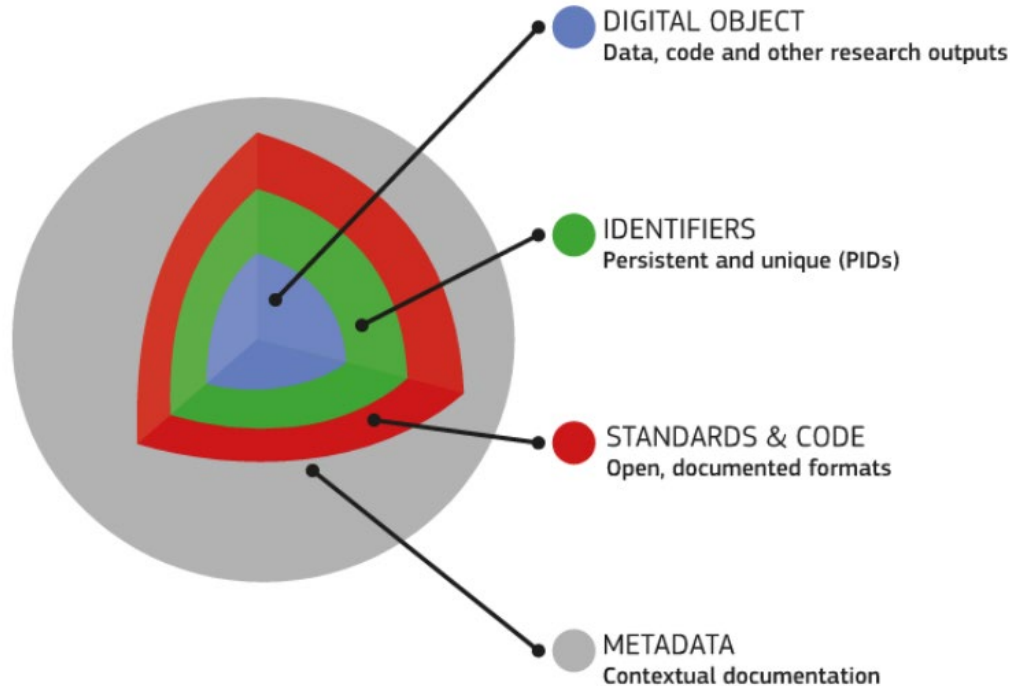 DIGITAL OBJECT
Data, code and other research outputs
IDENTIFIERS
Persistent and unique (PIDs)
STANDARDS & CODE
Open, documented formats
METADATA
Contextual documentation